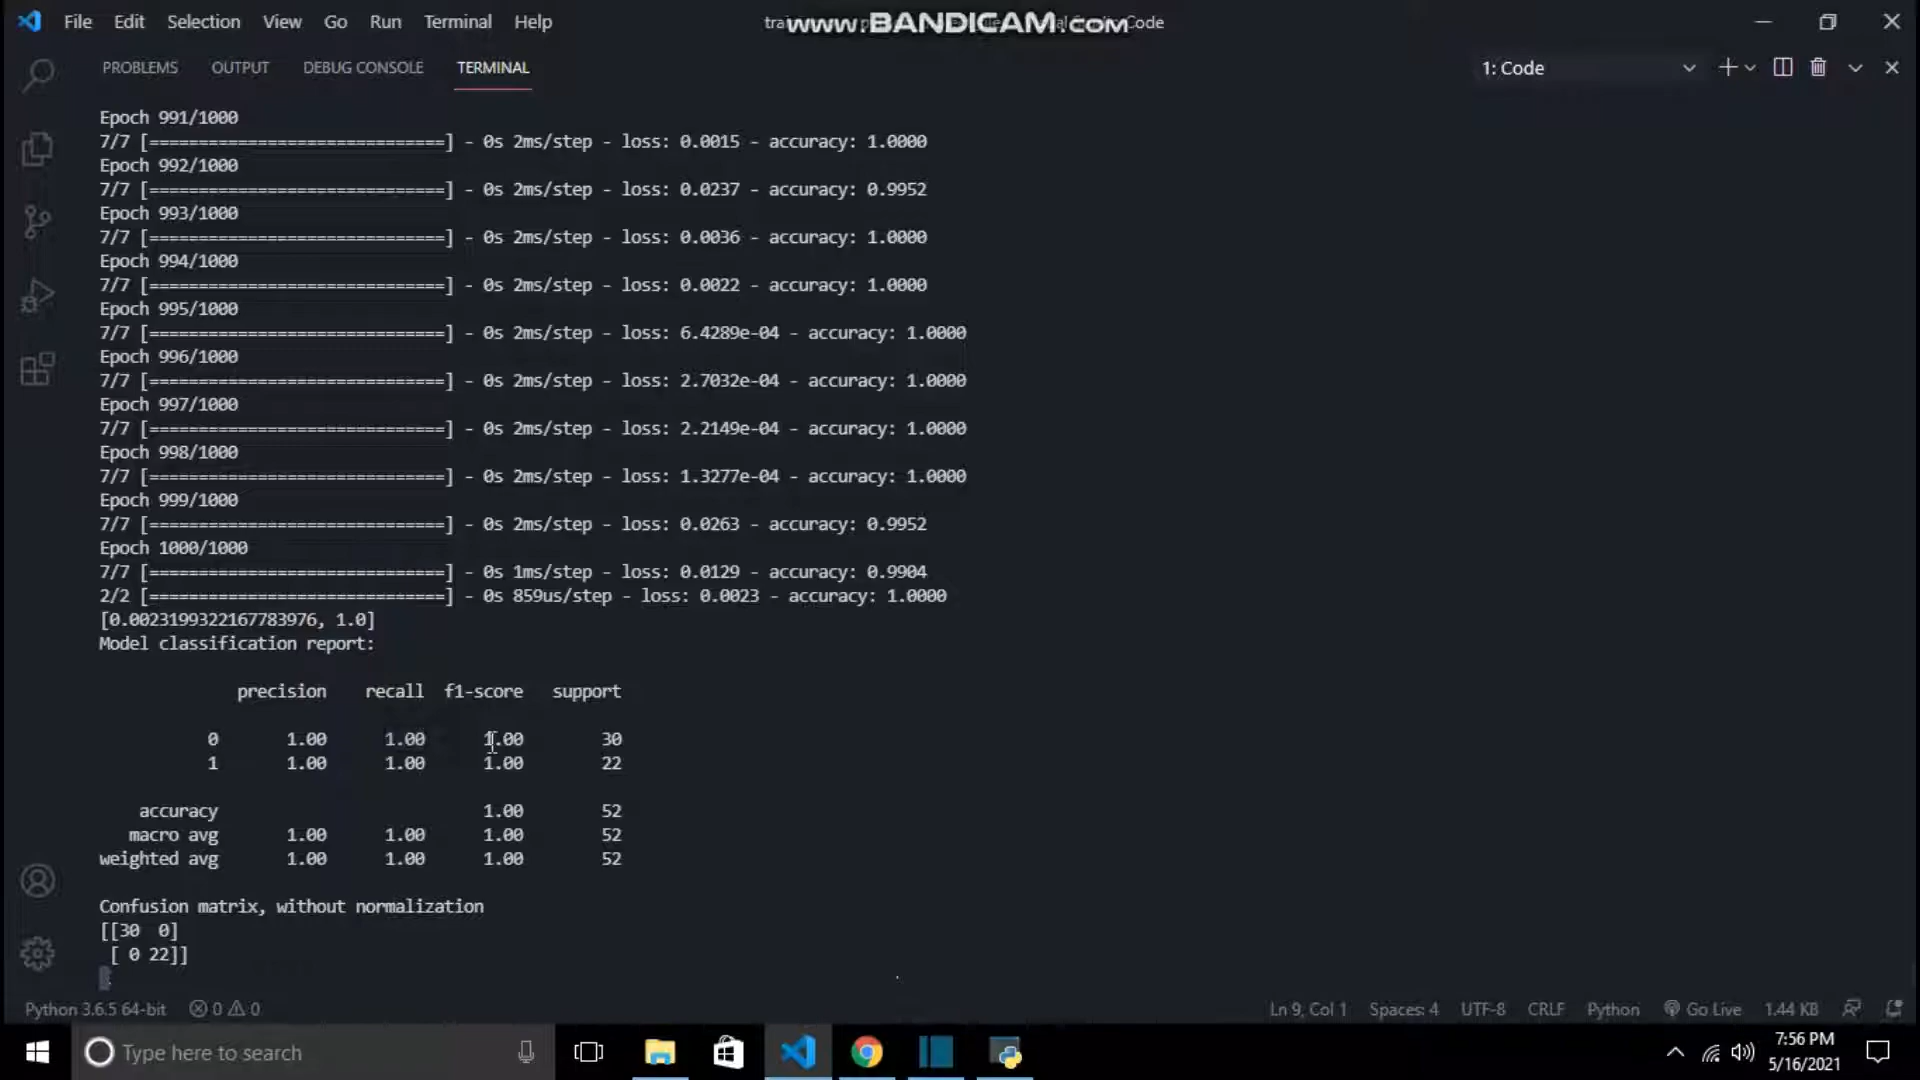 File Edit Selection View Go Run Terminal Help
www.BANDICAM.com
Code
PROBLEMS OUTPUT DEBUG CONSOLE TERMINAL
1: Code
Epoch 991/1000
7/7 [==============================] - 0s 2ms/step - loss: 0.0015 - accuracy: 1.0000
Epoch 992/1000
7/7 [==============================] - 0s 2ms/step - loss: 0.0237 - accuracy: 0.9952
Epoch 993/1000
7/7 [==============================] - 0s 2ms/step - loss: 0.0036 - accuracy: 1.0000
Epoch 994/1000
7/7 [==============================] - 0s 2ms/step - loss: 0.0022 - accuracy: 1.0000
Epoch 995/1000
7/7 [==============================] - 0s 2ms/step - loss: 6.4289e-04 - accuracy: 1.0000
Epoch 996/1000
7/7 [==============================] - 0s 2ms/step - loss: 2.7032e-04 - accuracy: 1.0000
Epoch 997/1000
7/7 [==============================] - 0s 2ms/step - loss: 2.2149e-04 - accuracy: 1.0000
Epoch 998/1000
7/7 [==============================] - 0s 2ms/step - loss: 1.3277e-04 - accuracy: 1.0000
Epoch 999/1000
7/7 [==============================] - 0s 2ms/step - loss: 0.0263 - accuracy: 0.9952
Epoch 1000/1000
7/7 [==============================] - 0s 1ms/step - loss: 0.0129 - accuracy: 0.9904
2/2 [==============================] - 0s 859us/step - loss: 0.0023 - accuracy: 1.0000
[0.0023199322167783976, 1.0]
Model classification report:
precision recall f1-score support
0 1.00 1.00 1.00 30
1 1.00 1.00 1.00 22
accuracy 1.00 52
macro avg 1.00 1.00 1.00 52
weighted avg 1.00 1.00 1.00 52
Confusion matrix, without normalization
[[30 0]
[ 0 22]]
Python 3.6.5 64-bit 0 0 Ln 9, Col 1 Spaces: 4 UTF-8 CRLF Python Go Live 1.44 KB
Type here to search
7:56 PM
5/16/2021